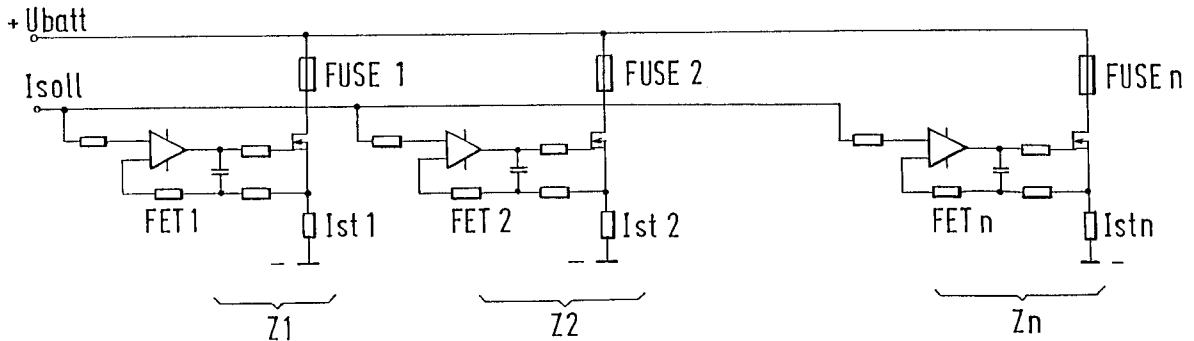 + Ubatt
FUSE 1
FUSE 2
FUSE n
Isoll
FET 1
Ist 1
FET 2
Ist 2
FET n
Istn
Z1
Z2
Zn